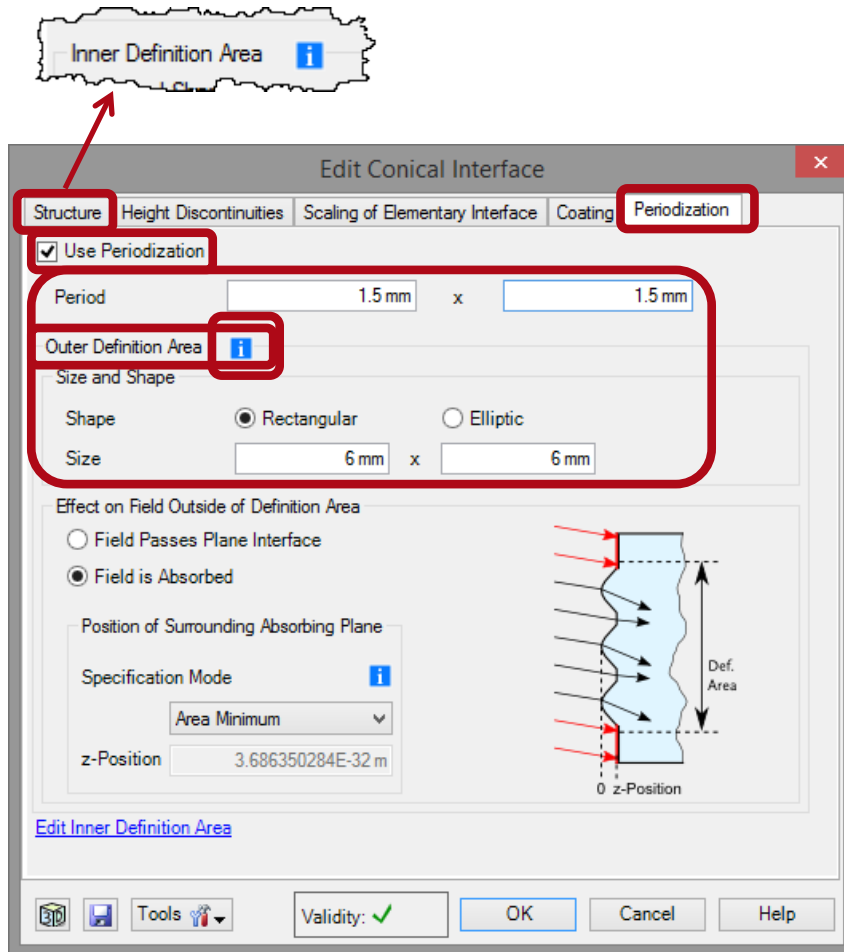 Inner Definition Area i
Edit Conical Interface ×
Structure Height Discontinuities Scaling of Elementary Interface Coating Periodization
Use Periodization
Period 1.5 mm x 1.5 mm
Outer Definition Area i
Size and Shape
Shape Rectangular Elliptic
Size 6 mm x 6 mm
Effect on Field Outside of Definition Area
Field Passes Plane Interface
Field is Absorbed
Position of Surrounding Absorbing Plane
Specification Mode i
Area Minimum
z-Position 3.686350284E-32 m
Def.
Area
0 z-Position
Edit Inner Definition Area
3D Tools Validity: OK Cancel Help